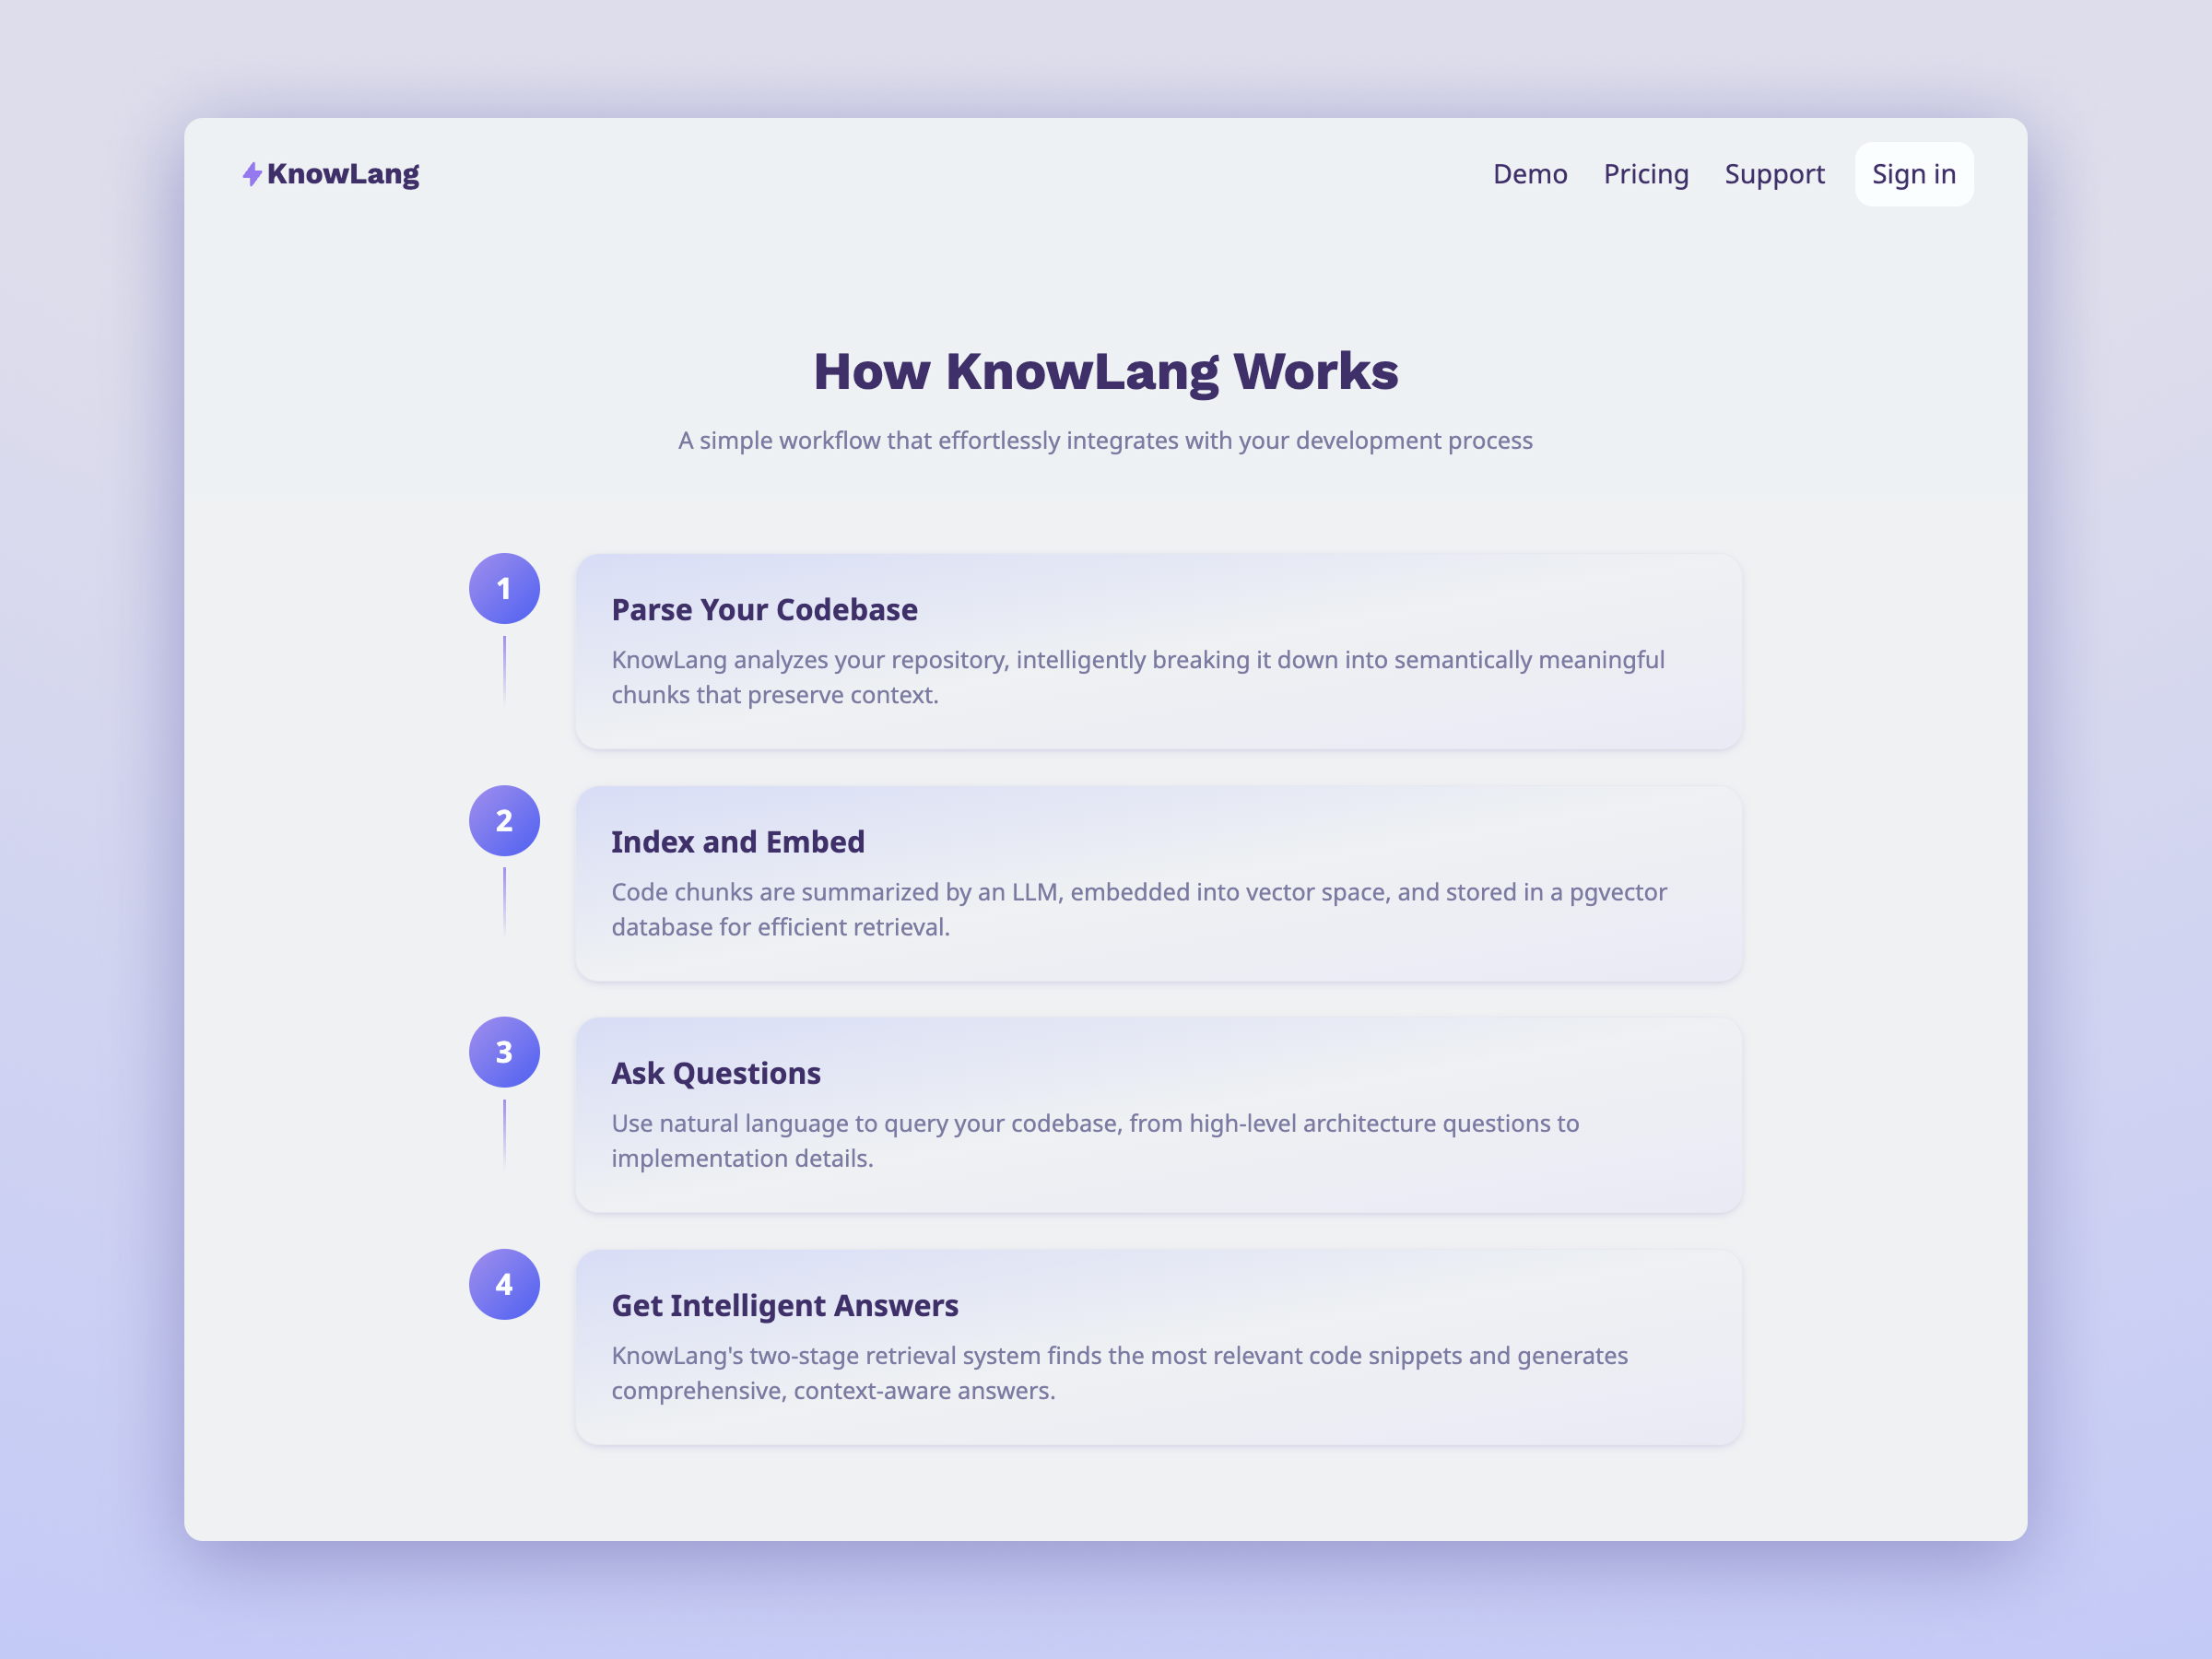 KnowLang
Demo Pricing Support Sign in
How KnowLang Works
A simple workflow that effortlessly integrates with your development process
1
Parse Your Codebase
KnowLang analyzes your repository, intelligently breaking it down into semantically meaningful
chunks that preserve context.
2
Index and Embed
Code chunks are summarized by an LLM, embedded into vector space, and stored in a pgvector
database for efficient retrieval.
3
Ask Questions
Use natural language to query your codebase, from high-level architecture questions to
implementation details.
4
Get Intelligent Answers
KnowLang's two-stage retrieval system finds the most relevant code snippets and generates
comprehensive, context-aware answers.